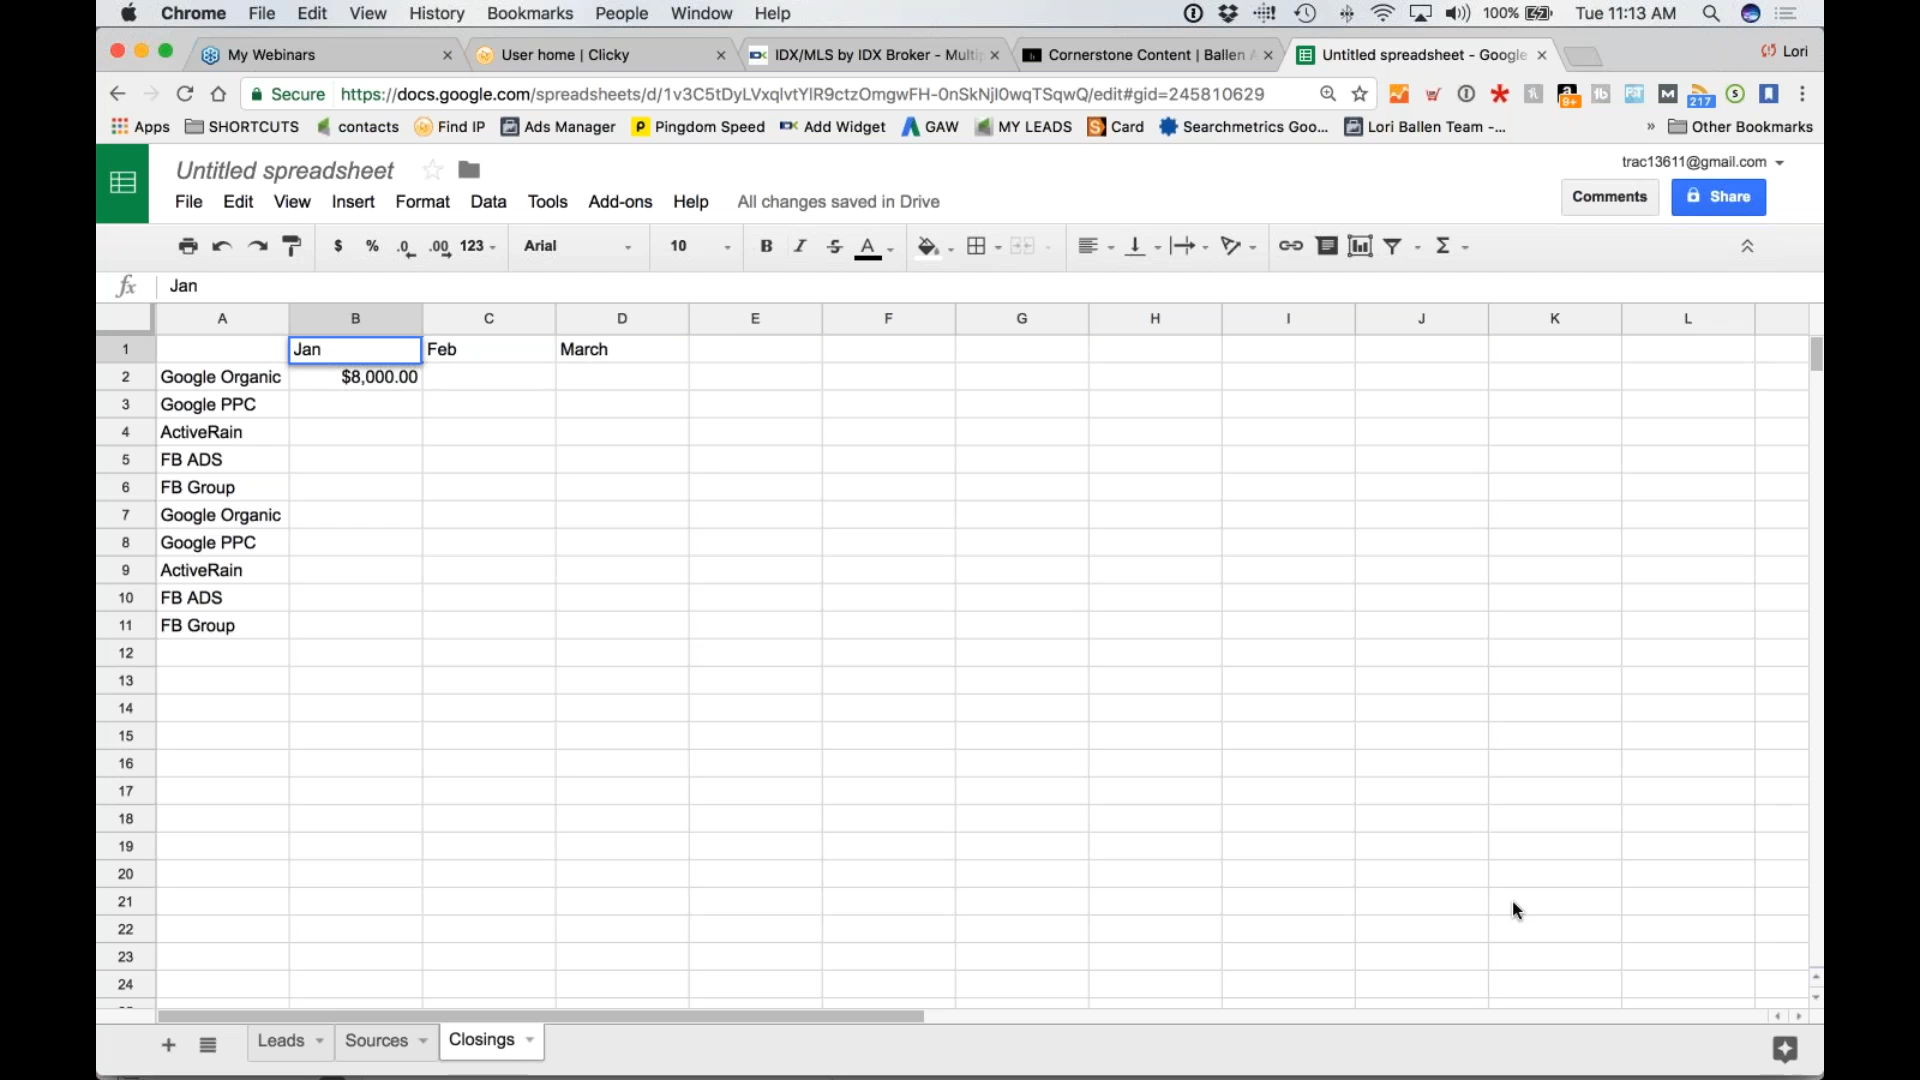 Chrome File Edit View History Bookmarks People Window Help 100% Tue 11:13 AM
My Webinars User home | Clicky IDX/MLS by IDX Broker - Multi Cornerstone Content | Ballen Untitled spreadsheet - Google Lori
Secure https://docs.google.com/spreadsheets/d/1v3C5tDyLVxqlvtYlR9ctzOmgwFH-0nSkNjl0wqTSqwQ/edit#gid=245810629
Apps SHORTCUTS contacts Find IP Ads Manager Pingdom Speed Add Widget GAW MY LEADS Card Searchmetrics Goo... Lori Ballen Team -... » Other Bookmarks
Untitled spreadsheet trac13611@gmail.com
File Edit View Insert Format Data Tools Add-ons Help All changes saved in Drive Comments Share
$ % .0 .00 123 Arial 10 B I S A Σ
fx Jan
A B C D E F G H I J K L
1 Jan Feb March
2 Google Organic $8,000.00
3 Google PPC
4 ActiveRain
5 FB ADS
6 FB Group
7 Google Organic
8 Google PPC
9 ActiveRain
10 FB ADS
11 FB Group
12
13
14
15
16
17
18
19
20
21
22
23
24
Leads Sources Closings